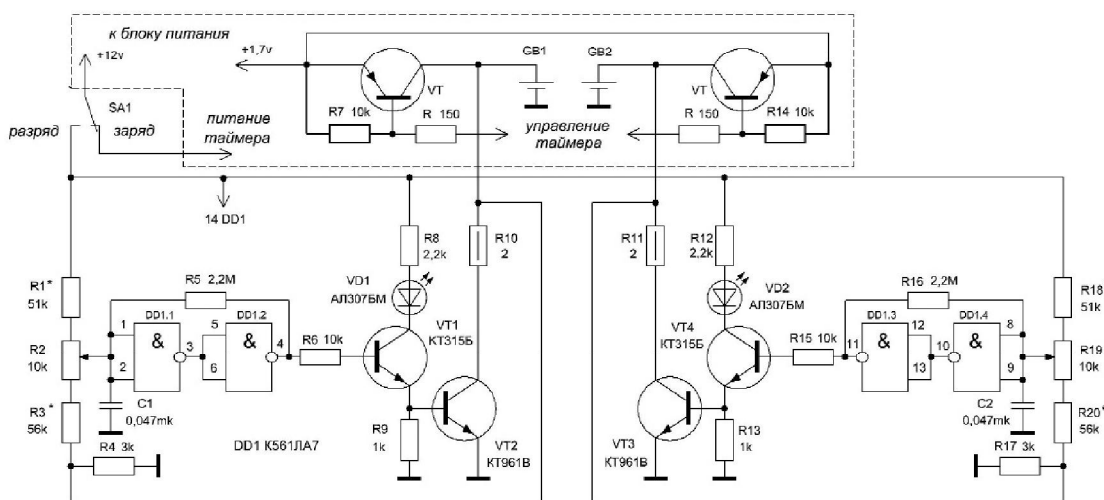 к блоку питания
+12v
+1,7v
GB1
GB2
VT
VT
SA1
R7 10k
R 150
R 150
R14 10k
разряд
заряд
питание
таймера
управление
таймера
14 DD1
R8
2,2k
R10
2
R11
2
R12
2,2k
R1*
51k
R5 2,2M
VD1
АЛ307БМ
VD2
АЛ307БМ
R16 2,2M
R18
51k
DD1.1
DD1.2
DD1.3
DD1.4
1
&
3
5
&
4
R6 10k
VT1
КТ315Б
VT4
КТ315Б
R15 10k
11
&
12
10
&
8
R2
10k
2
6
13
9
R19
10k
C1
0,047mk
C2
0,047mk
R3*
56k
R20*
56k
R4 3k
DD1 К561ЛА7
R9
1k
VT2
КТ961В
VT3
КТ961В
R13
1k
R17 3k